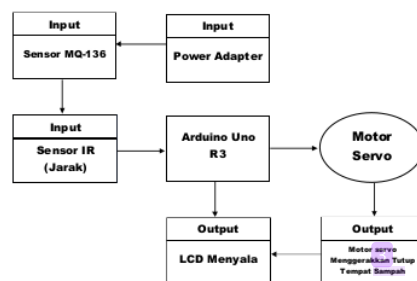 Input
Sensor MQ-136
Input
Power Adapter
Input
Sensor IR
(Jarak)
Arduino Uno
R3
Motor
Servo
Output
LCD Menyala
Output
Motor servo
Menggerakkan Tutup
Tempat Sampah